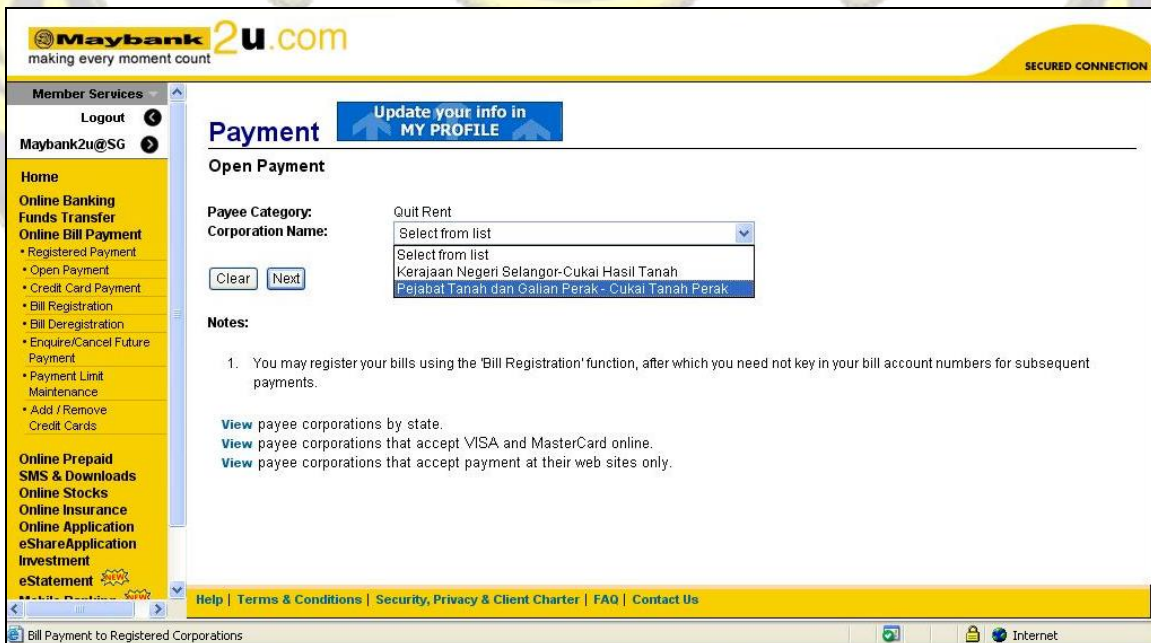 Maybank2u.com
making every moment count
SECURED CONNECTION
Member Services
Logout
Maybank2u@SG
Home
Online Banking
Funds Transfer
Online Bill Payment
• Registered Payment
• Open Payment
• Credit Card Payment
• Bill Registration
• Bill Deregistration
• Enquire/Cancel Future
Payment
• Payment Limit
Maintenance
• Add / Remove
Credit Cards
Online Prepaid
SMS & Downloads
Online Stocks
Online Insurance
Online Application
eShareApplication
Investment
eStatement NEW
Mobile Banking NEW
Payment
Update your info in
MY PROFILE
Open Payment
Payee Category: Quit Rent
Corporation Name: Select from list
Select from list
Kerajaan Negeri Selangor-Cukai Hasil Tanah
Pejabat Tanah dan Galian Perak - Cukai Tanah Perak
Clear Next
Notes:
1. You may register your bills using the 'Bill Registration' function, after which you need not key in your bill account numbers for subsequent
payments.
View payee corporations by state.
View payee corporations that accept VISA and MasterCard online.
View payee corporations that accept payment at their web sites only.
Help | Terms & Conditions | Security, Privacy & Client Charter | FAQ | Contact Us
Bill Payment to Registered Corporations
Internet